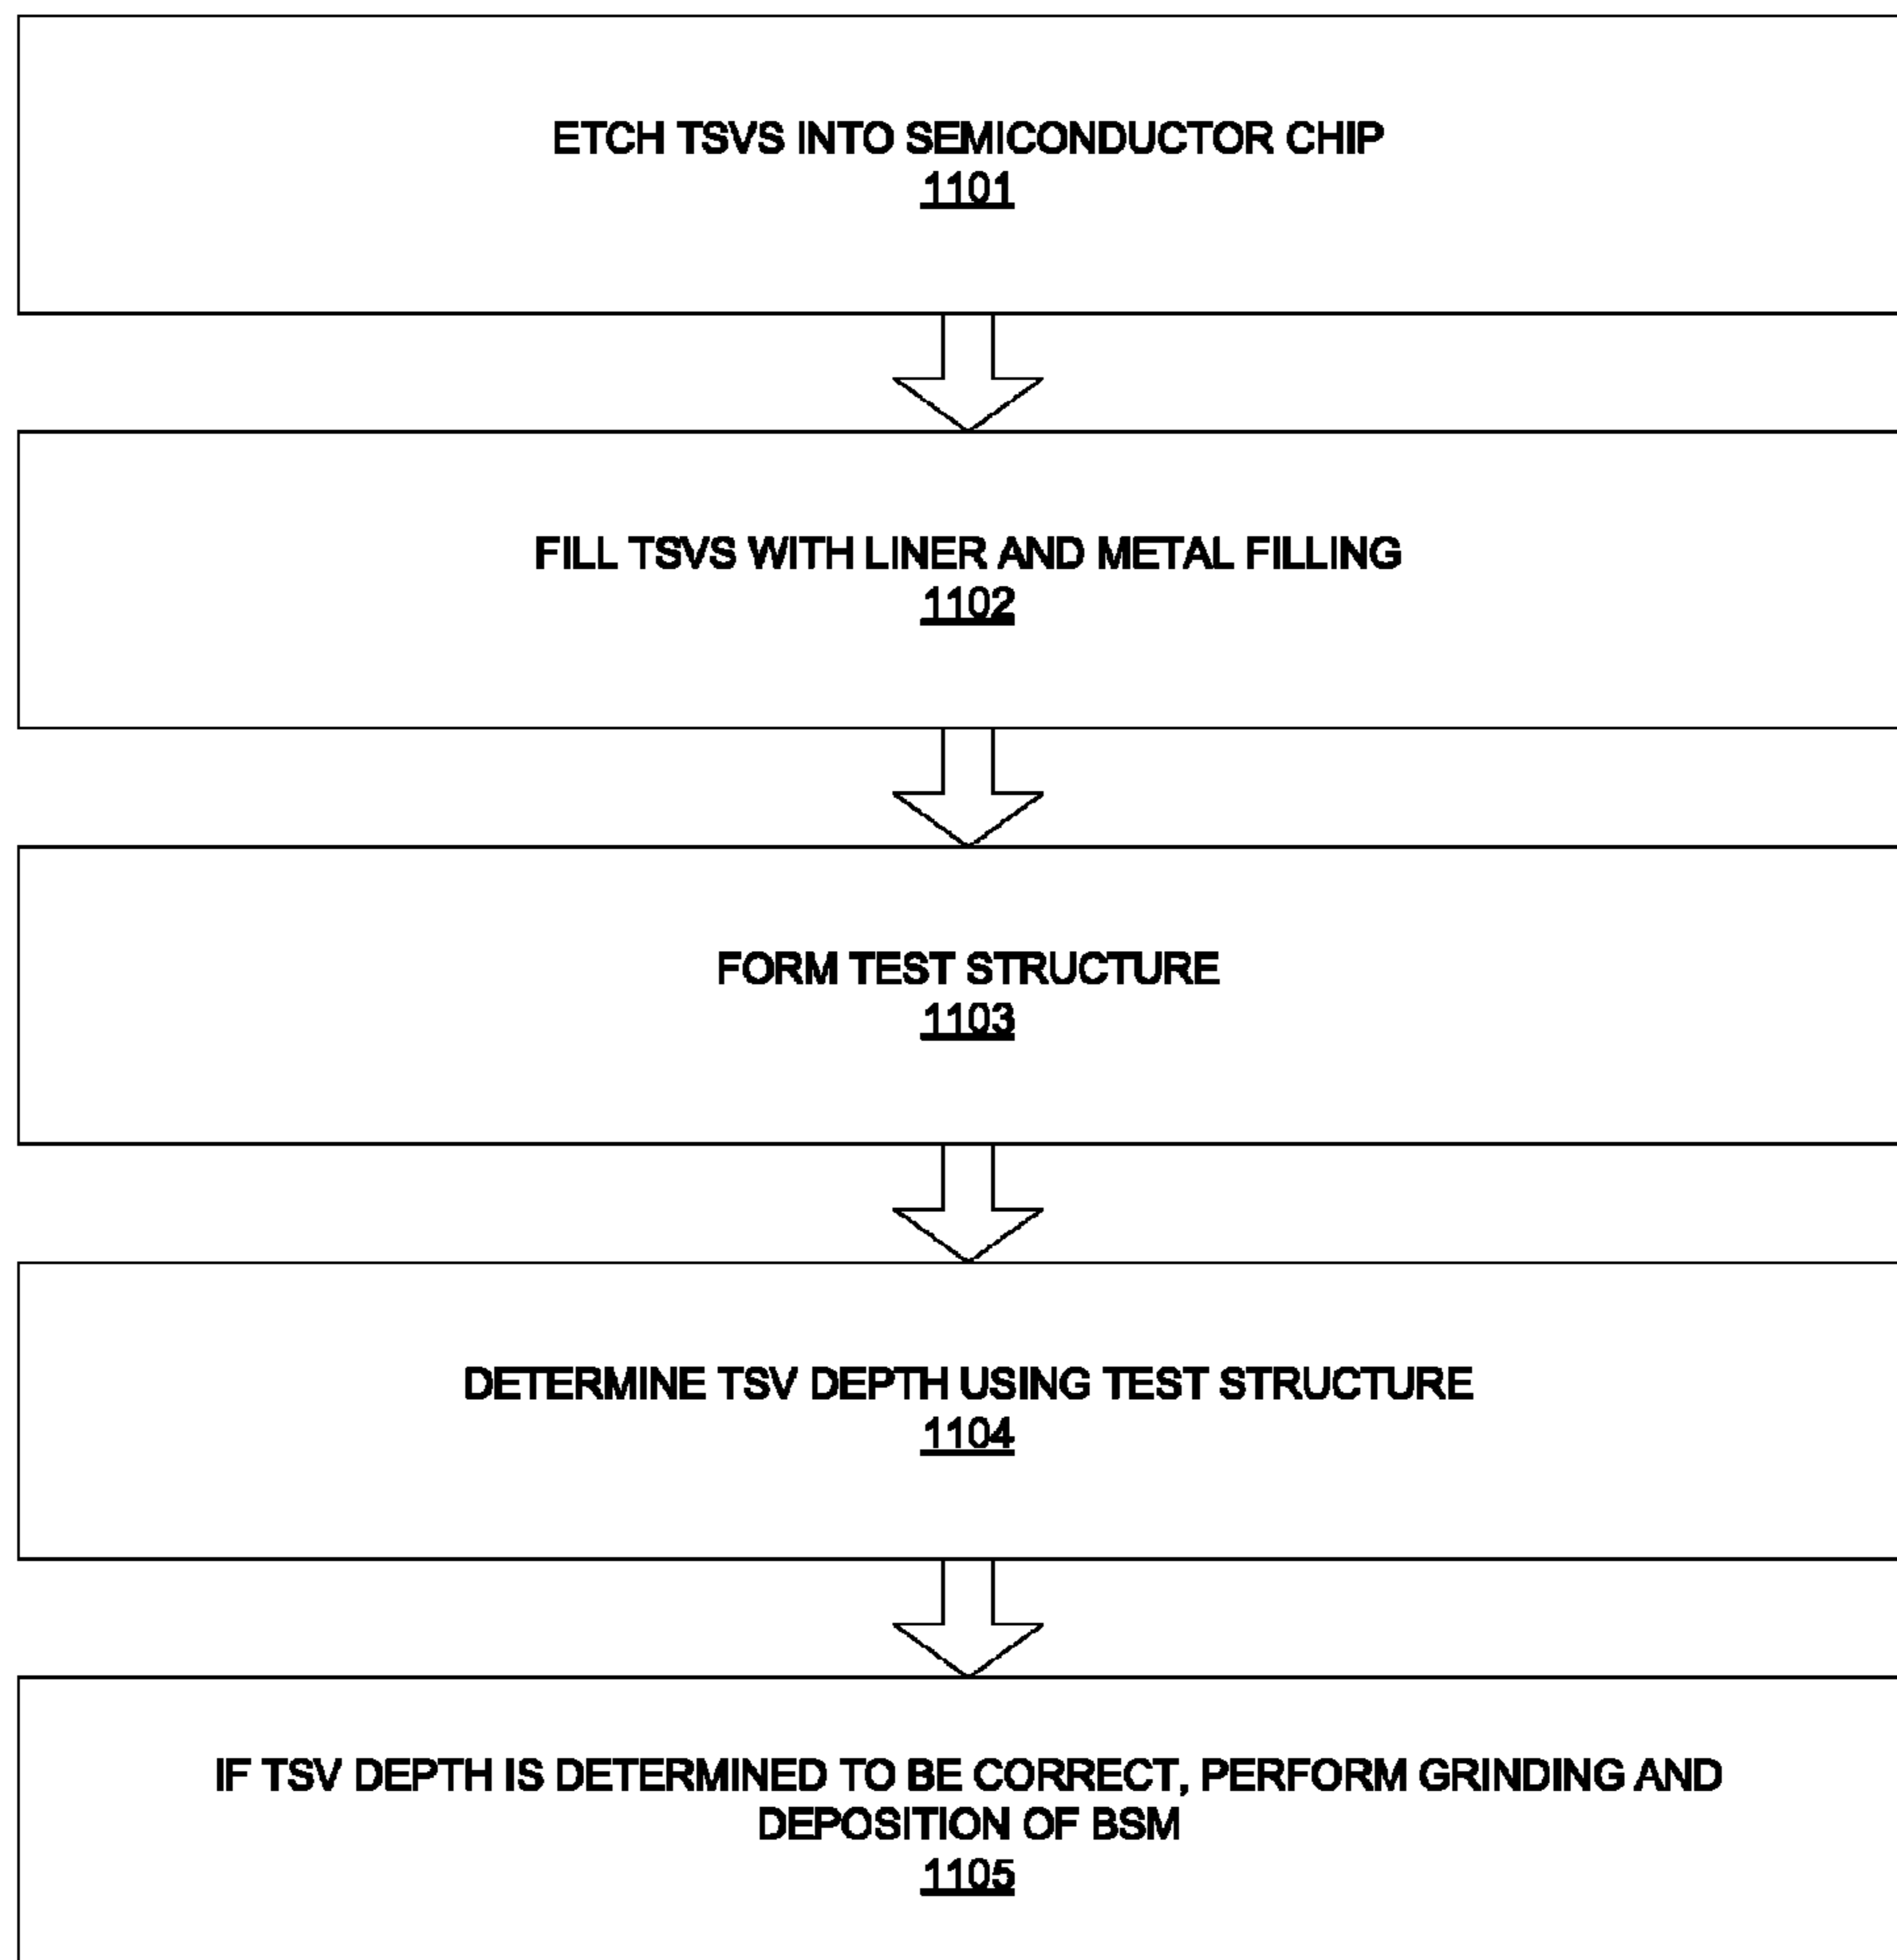 ETCH TSVS INTO SEMICONDUCTOR CHIP
1101
FILL TSVS WITH LINER AND METAL FILLING
1102
FORM TEST STRUCTURE
1103
DETERMINE TSV DEPTH USING TEST STRUCTURE
1104
IF TSV DEPTH IS DETERMINED TO BE CORRECT, PERFORM GRINDING AND
DEPOSITION OF BSM
1105